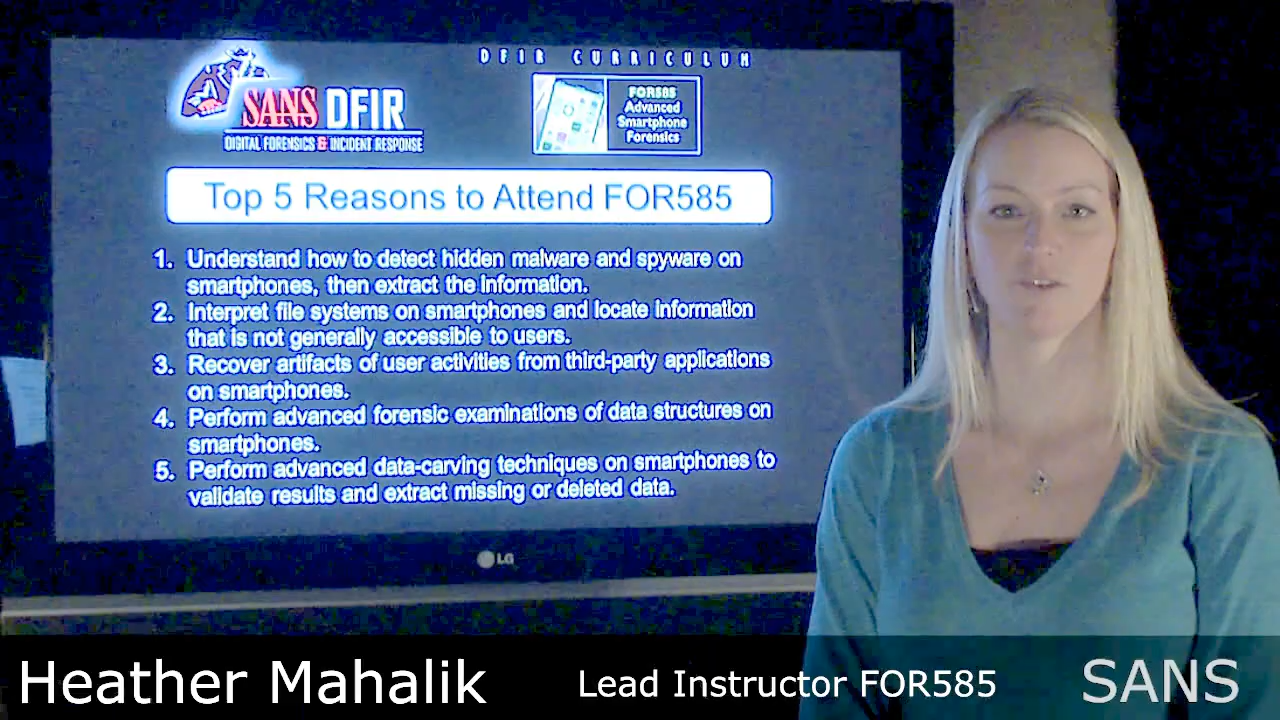 DFIR CURRICULUM
SANS DFIR
DIGITAL FORENSICS & INCIDENT RESPONSE
FOR585
Advanced
Smartphone
Forensics
Top 5 Reasons to Attend FOR585
1. Understand how to detect hidden malware and spyware on
smartphones, then extract the information.
2. Interpret file systems on smartphones and locate information
that is not generally accessible to users.
3. Recover artifacts of user activities from third-party applications
on smartphones.
4. Perform advanced forensic examinations of data structures on
smartphones.
5. Perform advanced data-carving techniques on smartphones to
validate results and extract missing or deleted data.
LG
Heather Mahalik
Lead Instructor FOR585
SANS